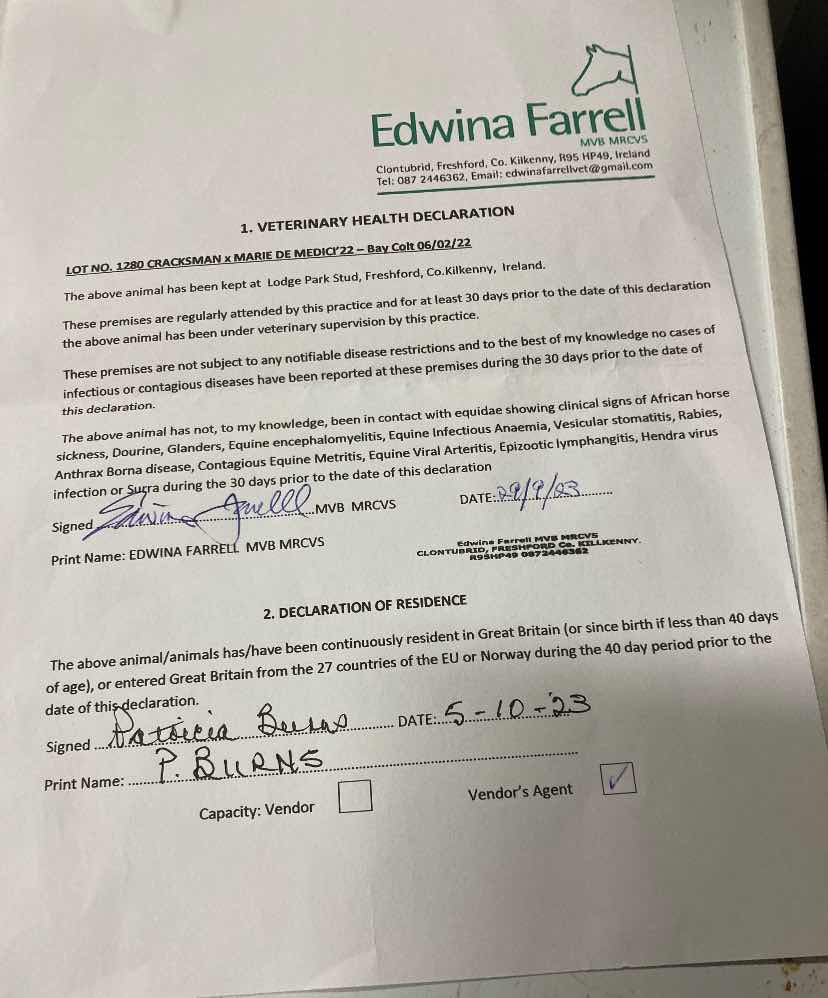 Edwina Farrell
MVB MRCVS
Clontubrid, Freshford, Co. Kilkenny, R95 HP49, Ireland
Tel: 087 2446362, Email: edwinafarrellvet@gmail.com
1. VETERINARY HEALTH DECLARATION
LOT NO. 1280 CRACKSMAN x MARIE DE MEDICI'22 – Bay Colt 06/02/22
The above animal has been kept at Lodge Park Stud, Freshford, Co.Kilkenny, Ireland.
These premises are regularly attended by this practice and for at least 30 days prior to the date of this declaration
the above animal has been under veterinary supervision by this practice.
These premises are not subject to any notifiable disease restrictions and to the best of my knowledge no cases of
infectious or contagious diseases have been reported at these premises during the 30 days prior to the date of
this declaration.
The above animal has not, to my knowledge, been in contact with equidae showing clinical signs of African horse
sickness, Dourine, Glanders, Equine encephalomyelitis, Equine Infectious Anaemia, Vesicular stomatitis, Rabies,
Anthrax Borna disease, Contagious Equine Metritis, Equine Viral Arteritis, Epizootic lymphangitis, Hendra virus
infection or Surra during the 30 days prior to the date of this declaration
Signed Edwina Farrell MVB MRCVS DATE: 29/9/23
Print Name: EDWINA FARRELL MVB MRCVS
Edwina Farrell MVB MRCVS
CLONTUBRID, FRESHFORD Co. KILLKENNY.
R95HP49 0872446362
2. DECLARATION OF RESIDENCE
The above animal/animals has/have been continuously resident in Great Britain (or since birth if less than 40 days
of age), or entered Great Britain from the 27 countries of the EU or Norway during the 40 day period prior to the
date of this declaration.
Signed Patricia Burns DATE: 5-10-23
Print Name: P. BURNS
Capacity: Vendor Vendor's Agent ✓